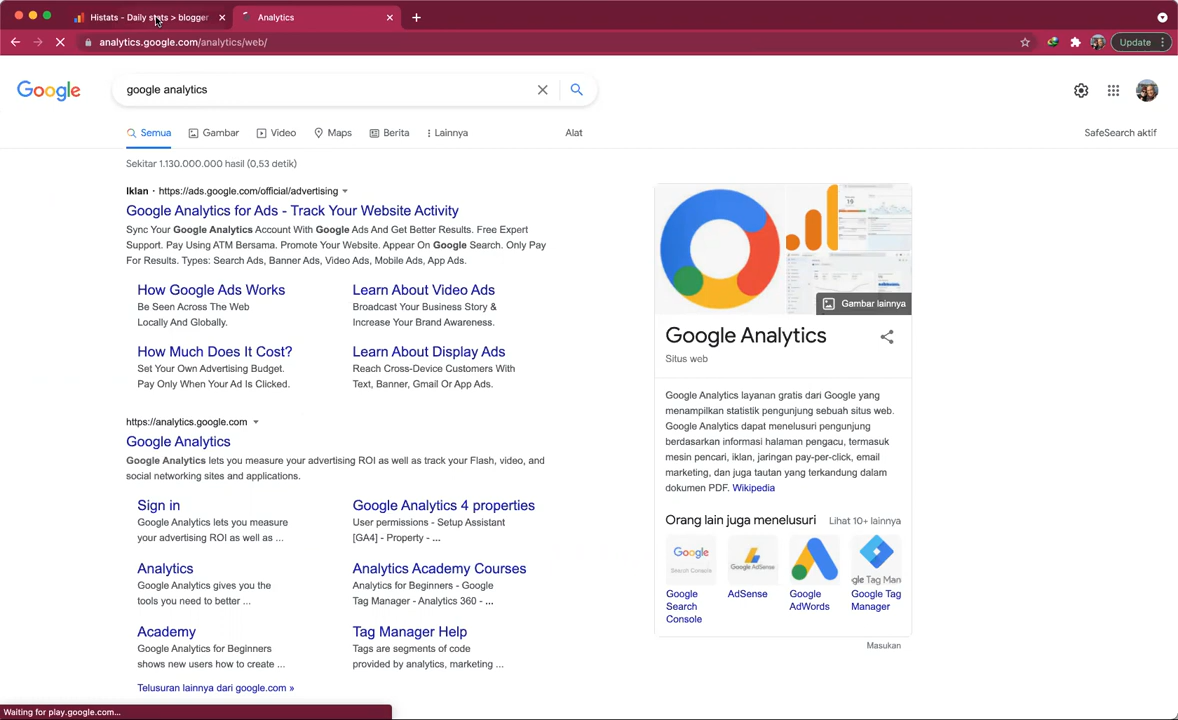 Histats - Daily stats > blogger
Analytics
analytics.google.com/analytics/web/
Update
Google
google analytics
Semua
Gambar
Video
Maps
Berita
Lainnya
Alat
SafeSearch aktif
Sekitar 1.130.000.000 hasil (0,53 detik)
Iklan · https://ads.google.com/official/advertising
Google Analytics for Ads - Track Your Website Activity
Sync Your Google Analytics Account With Google Ads And Get Better Results. Free Expert
Support. Pay Using ATM Bersama. Promote Your Website. Appear On Google Search. Only Pay
For Results. Types: Search Ads, Banner Ads, Video Ads, Mobile Ads, App Ads.
How Google Ads Works
Be Seen Across The Web
Locally And Globally.
Learn About Video Ads
Broadcast Your Business Story &
Increase Your Brand Awareness.
How Much Does It Cost?
Set Your Own Advertising Budget.
Pay Only When Your Ad Is Clicked.
Learn About Display Ads
Reach Cross-Device Customers With
Text, Banner, Gmail Or App Ads.
https://analytics.google.com
Google Analytics
Google Analytics lets you measure your advertising ROI as well as track your Flash, video, and
social networking sites and applications.
Sign in
Google Analytics lets you measure
your advertising ROI as well as ...
Google Analytics 4 properties
User permissions - Setup Assistant
[GA4] - Property - ...
Analytics
Google Analytics gives you the
tools you need to better ...
Analytics Academy Courses
Analytics for Beginners - Google
Tag Manager - Analytics 360 - ...
Academy
Google Analytics for Beginners
shows new users how to create ...
Tag Manager Help
Tags are segments of code
provided by analytics, marketing ...
Telusuran lainnya dari google.com »
Gambar lainnya
Google Analytics
Situs web
Google Analytics layanan gratis dari Google yang
menampilkan statistik pengunjung sebuah situs web.
Google Analytics dapat menelusuri pengunjung
berdasarkan informasi halaman pengacu, termasuk
mesin pencari, iklan, jaringan pay-per-click, email
marketing, dan juga tautan yang terkandung dalam
dokumen PDF. Wikipedia
Orang lain juga menelusuri
Lihat 10+ lainnya
Google
Search Console
Google AdSense
gle Tag Man
Google
Search
Console
AdSense
Google
AdWords
Google Tag
Manager
Masukan
Waiting for play.google.com...